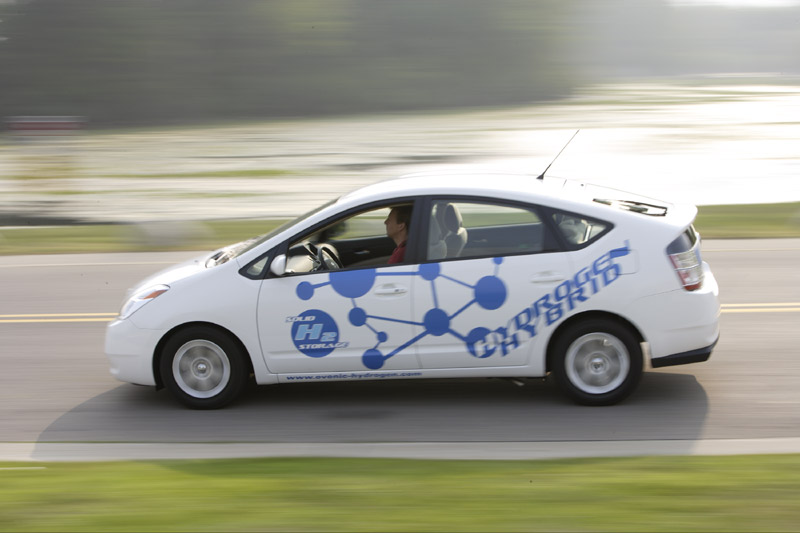 SOLID
H2
STORAGE
HYDROGEN
HYBRID
www.ovonic-hydrogen.com